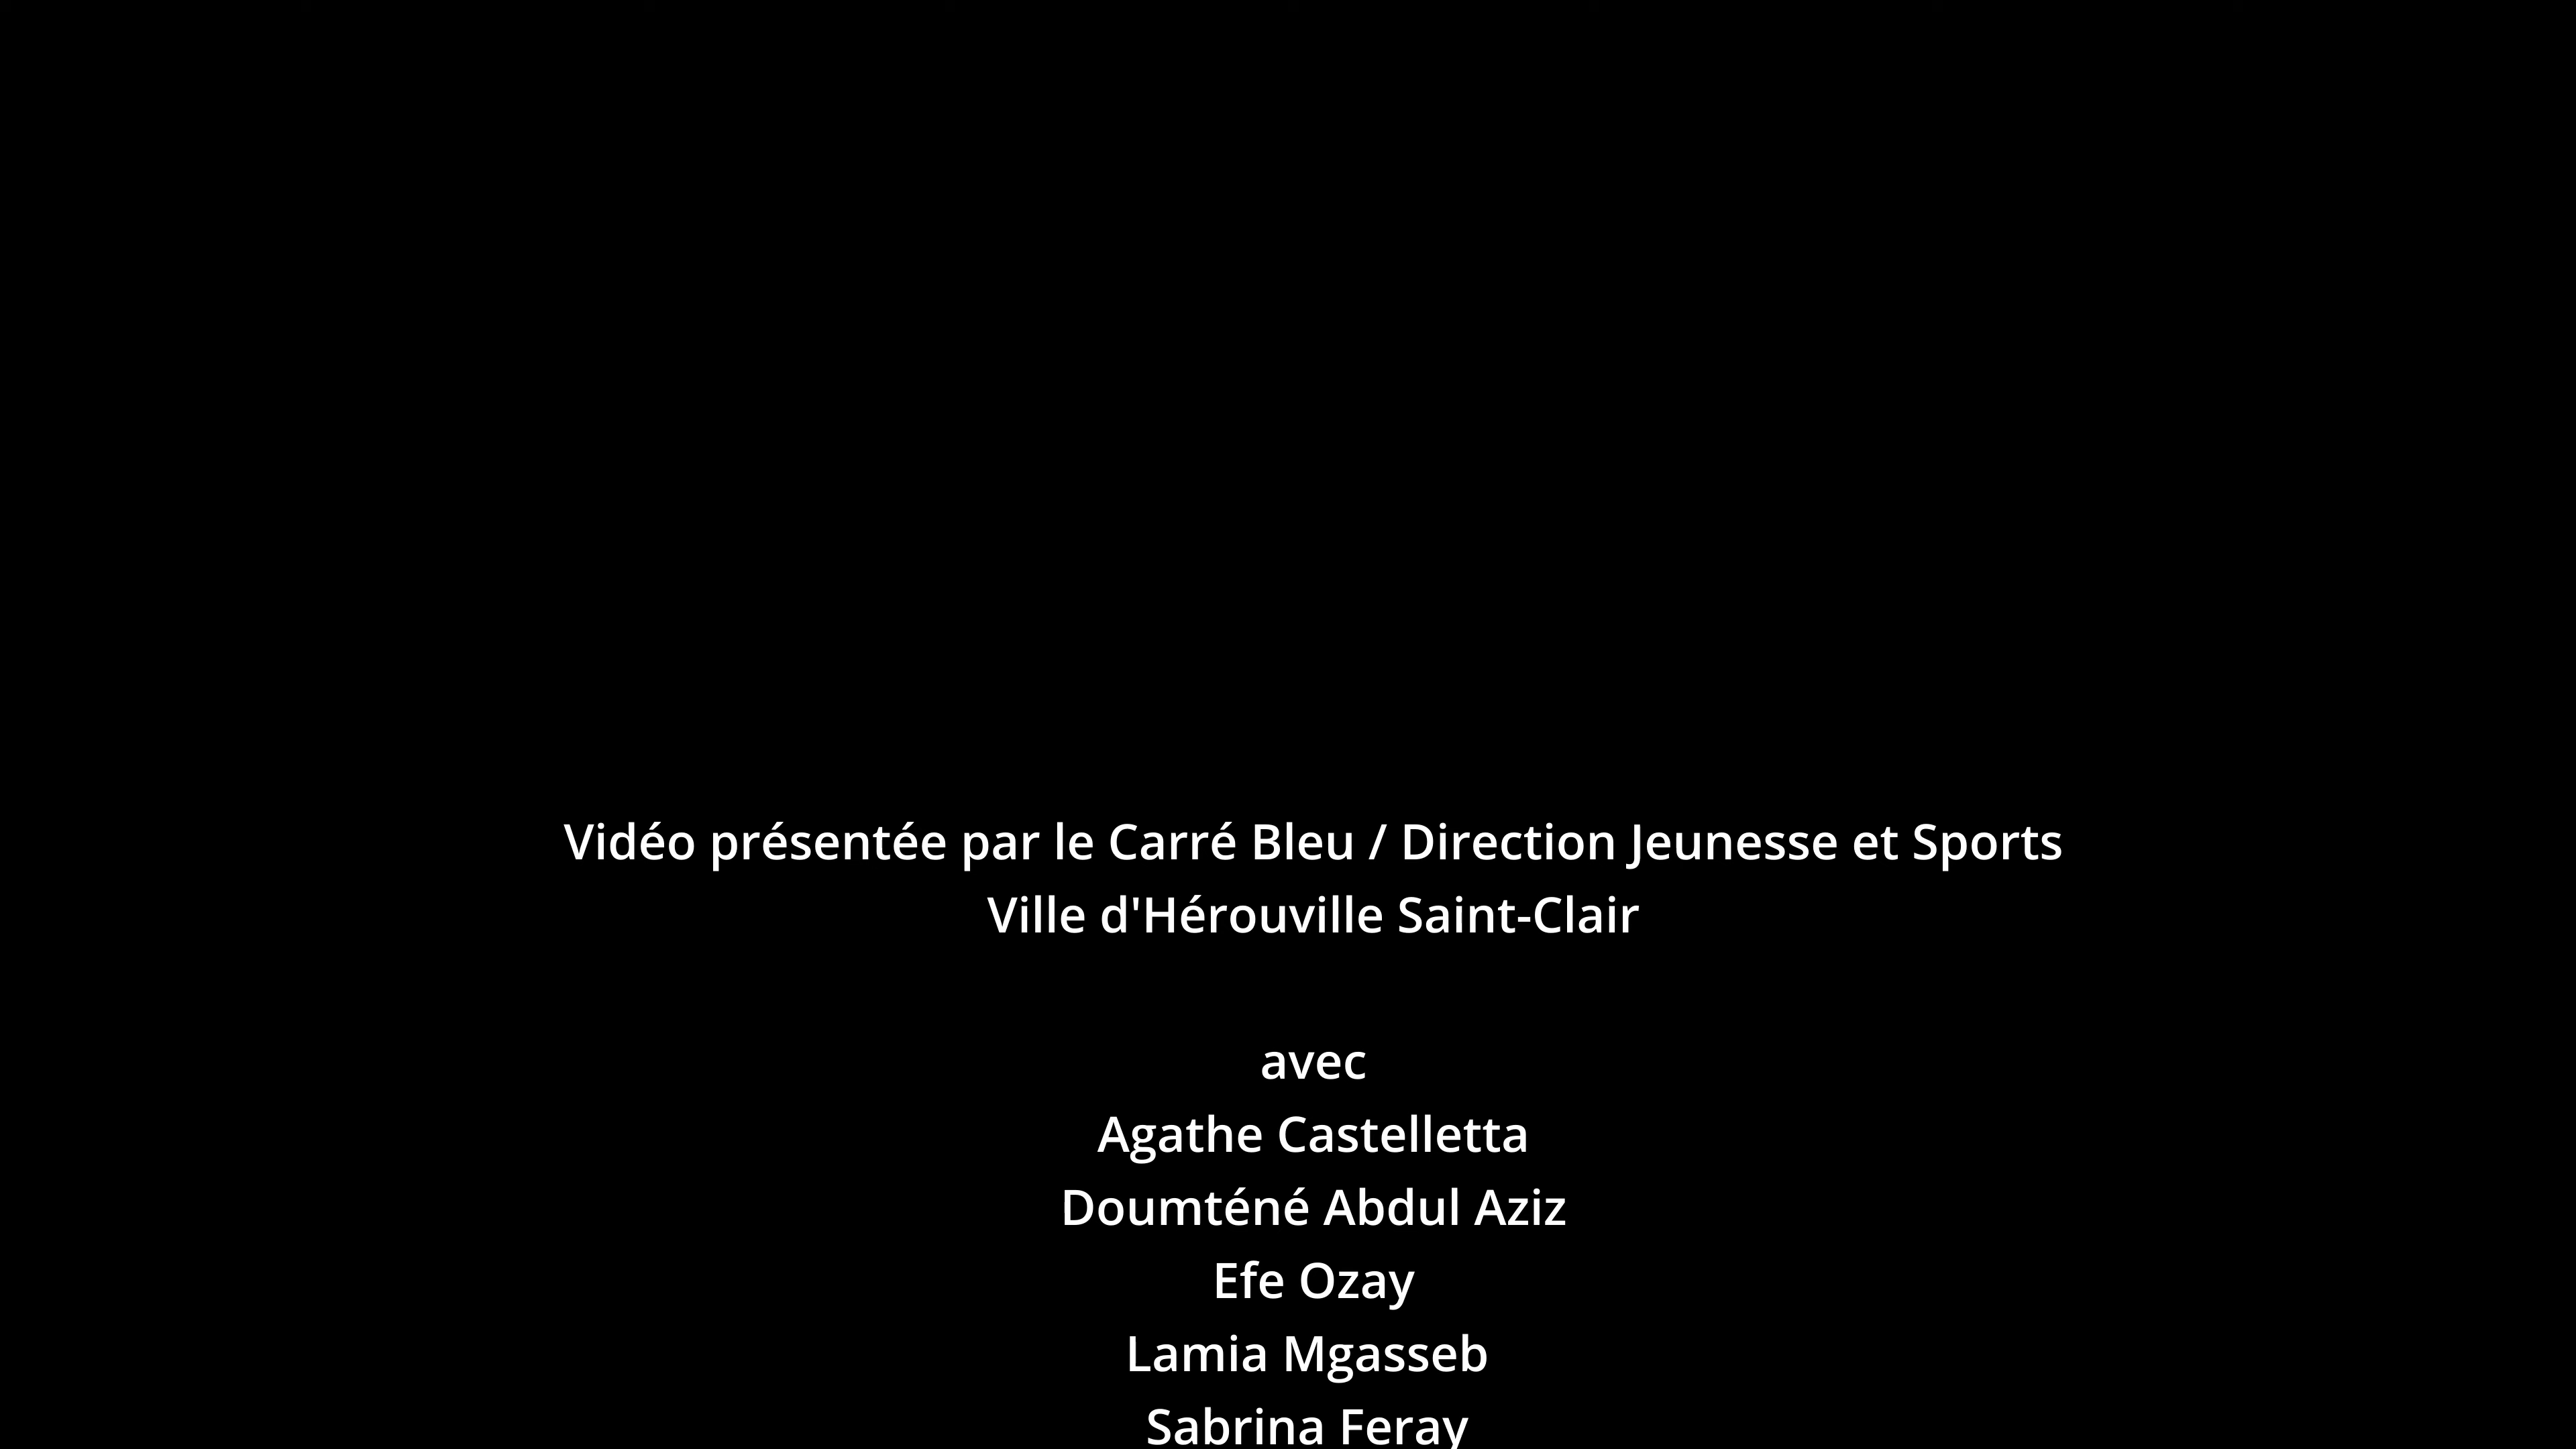 Vidéo présentée par le Carré Bleu / Direction Jeunesse et Sports
Ville d'Hérouville Saint-Clair
avec
Agathe Castelletta
Doumténé Abdul Aziz
Efe Ozay
Lamia Mgasseb
Sabrina Feray